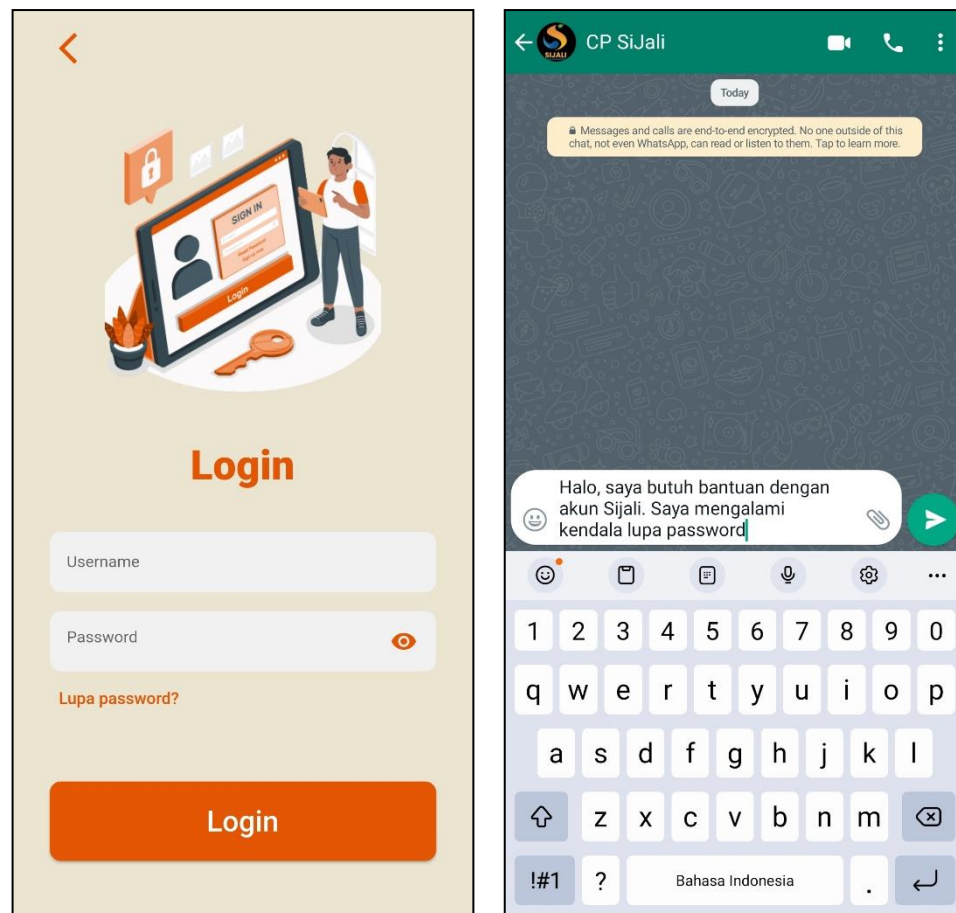 SIGN IN
Login
Login
Username
Password
Lupa password?
Login
SIJALI
CP SiJali
Today
Messages and calls are end-to-end encrypted. No one outside of this
chat, not even WhatsApp, can read or listen to them. Tap to learn more.
Halo, saya butuh bantuan dengan
akun Sijali. Saya mengalami
kendala lupa password
1 2 3 4 5 6 7 8 9 0
q w e r t y u i o p
a s d f g h j k l
z x c v b n m
!#1 ? Bahasa Indonesia .